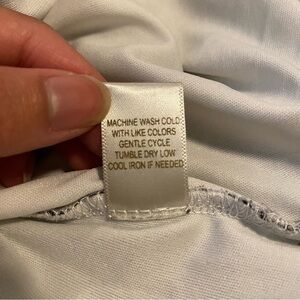 MACHINE WASH COLD
WITH LIKE COLORS
GENTLE CYCLE
TUMBLE DRY LOW
COOL IRON IF NEEDED